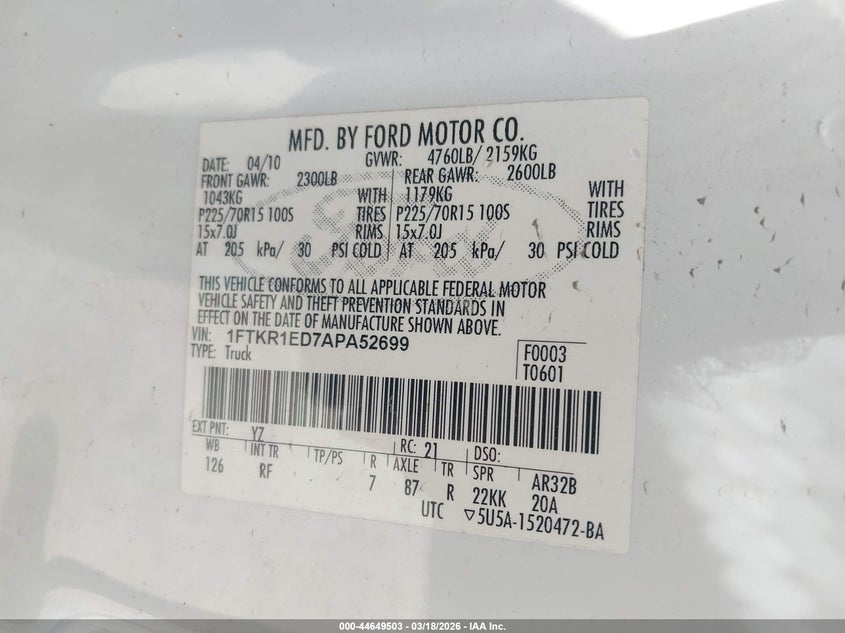 MFD. BY FORD MOTOR CO.
DATE: 04/10 GVWR: 4760LB/ 2159KG
FRONT GAWR: 2300LB REAR GAWR: 2600LB
1043KG WITH 1179KG WITH
P225/70R15 100S TIRES P225/70R15 100S TIRES
15x7.0J RIMS 15x7.0J RIMS
AT 205 kPa/ 30 PSI COLD AT 205 kPa/ 30 PSI COLD
THIS VEHICLE CONFORMS TO ALL APPLICABLE FEDERAL MOTOR
VEHICLE SAFETY AND THEFT PREVENTION STANDARDS IN
EFFECT ON THE DATE OF MANUFACTURE SHOWN ABOVE.
VIN: 1FTKR1ED7APA52699
TYPE: Truck
F0003
T0601
EXT PNT: YZ RC: 21 DSO:
WB INT TR TP/PS R AXLE TR SPR AR32B
126 RF 7 87 R 22KK 20A
UTC ▽5U5A-1520472-BA
000-44649503 - 03/18/2026 - IAA Inc.